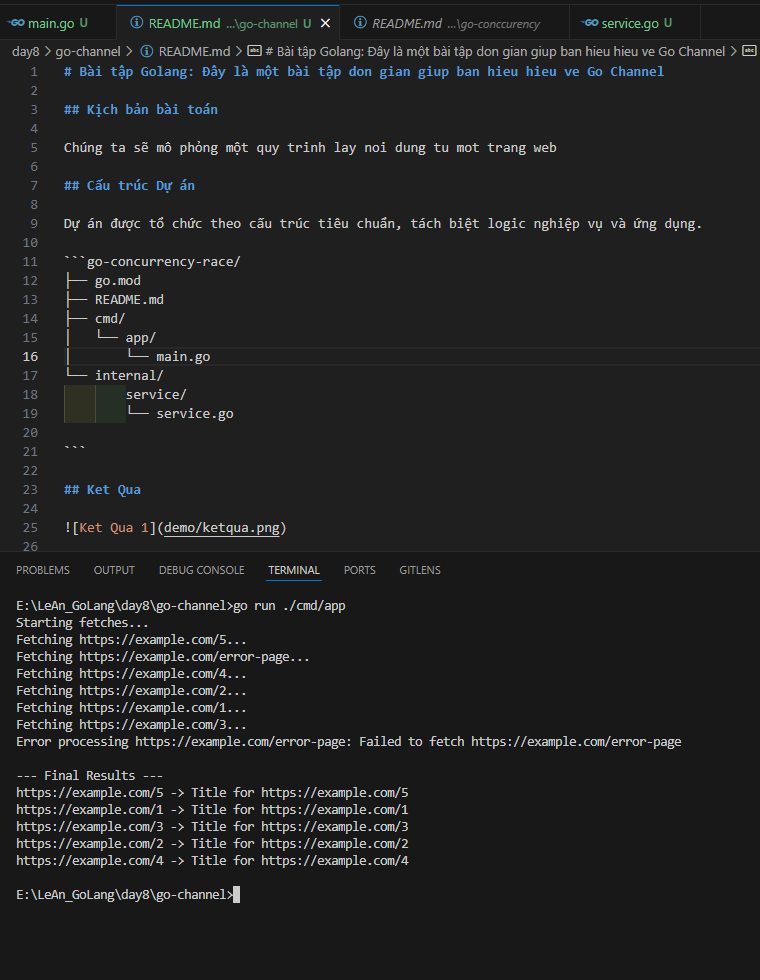 main.go U
README.md ...\go-channel U
README.md ...\go-conccurency
service.go U
day8 > go-channel > README.md > # Bài tập Golang: Đây là một bài tập don gian giup ban hieu hieu ve Go Channel >
1 # Bài tập Golang: Đây là một bài tập don gian giup ban hieu hieu ve Go Channel
2
3 ## Kịch bản bài toán
4
5 Chúng ta sẽ mô phỏng một quy trinh lay noi dung tu mot trang web
6
7 ## Cấu trúc Dự án
8
9 Dự án được tổ chức theo cấu trúc tiêu chuẩn, tách biệt logic nghiệp vụ và ứng dụng.
10
11 ```go-concurrency-race/
12 ├── go.mod
13 ├── README.md
14 ├── cmd/
15 │   └── app/
16 │       └── main.go
17 └── internal/
18         service/
19         └── service.go
20
21 ```
22
23 ## Ket Qua
24
25 ![Ket Qua 1](demo/ketqua.png)
26
PROBLEMS OUTPUT DEBUG CONSOLE TERMINAL PORTS GITLENS
E:\LeAn_GoLang\day8\go-channel>go run ./cmd/app
Starting fetches...
Fetching https://example.com/5...
Fetching https://example.com/error-page...
Fetching https://example.com/4...
Fetching https://example.com/2...
Fetching https://example.com/1...
Fetching https://example.com/3...
Error processing https://example.com/error-page: Failed to fetch https://example.com/error-page
--- Final Results ---
https://example.com/5 -> Title for https://example.com/5
https://example.com/1 -> Title for https://example.com/1
https://example.com/3 -> Title for https://example.com/3
https://example.com/2 -> Title for https://example.com/2
https://example.com/4 -> Title for https://example.com/4
E:\LeAn_GoLang\day8\go-channel>